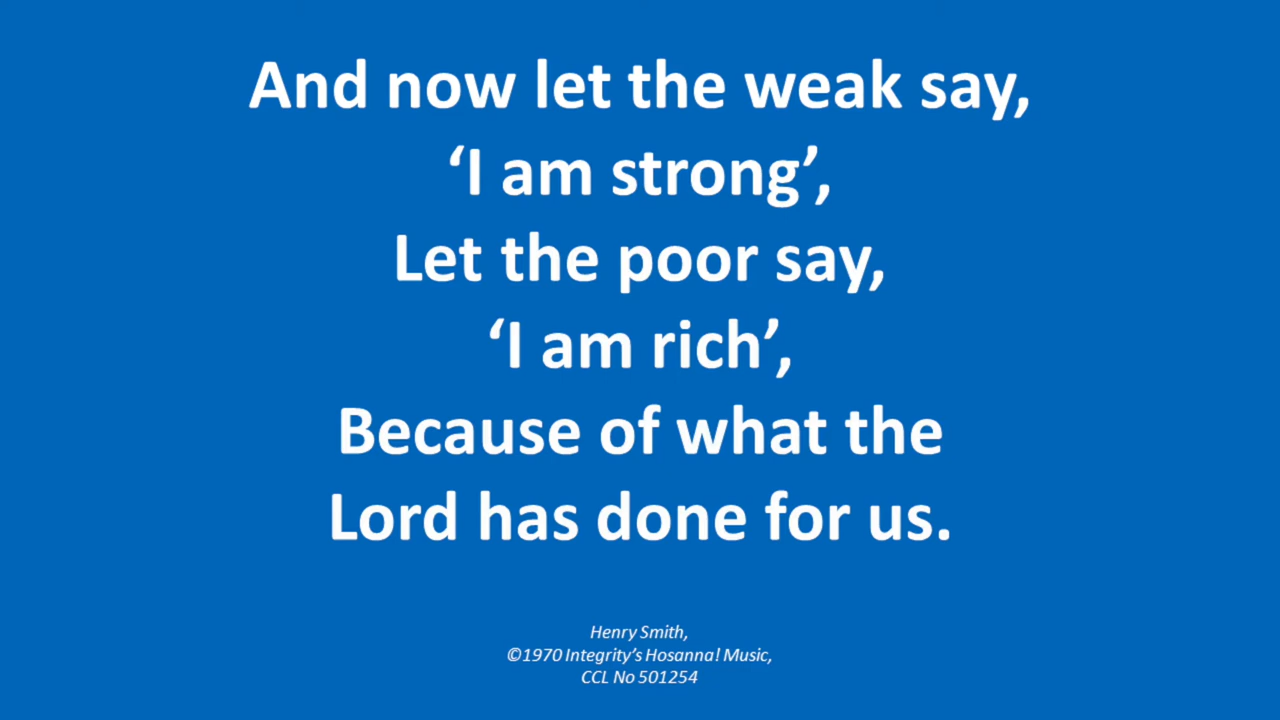 And now let the weak say,
‘I am strong’,
Let the poor say,
‘I am rich’,
Because of what the
Lord has done for us.
Henry Smith,
©1970 Integrity’s Hosanna! Music,
CCL No 501254